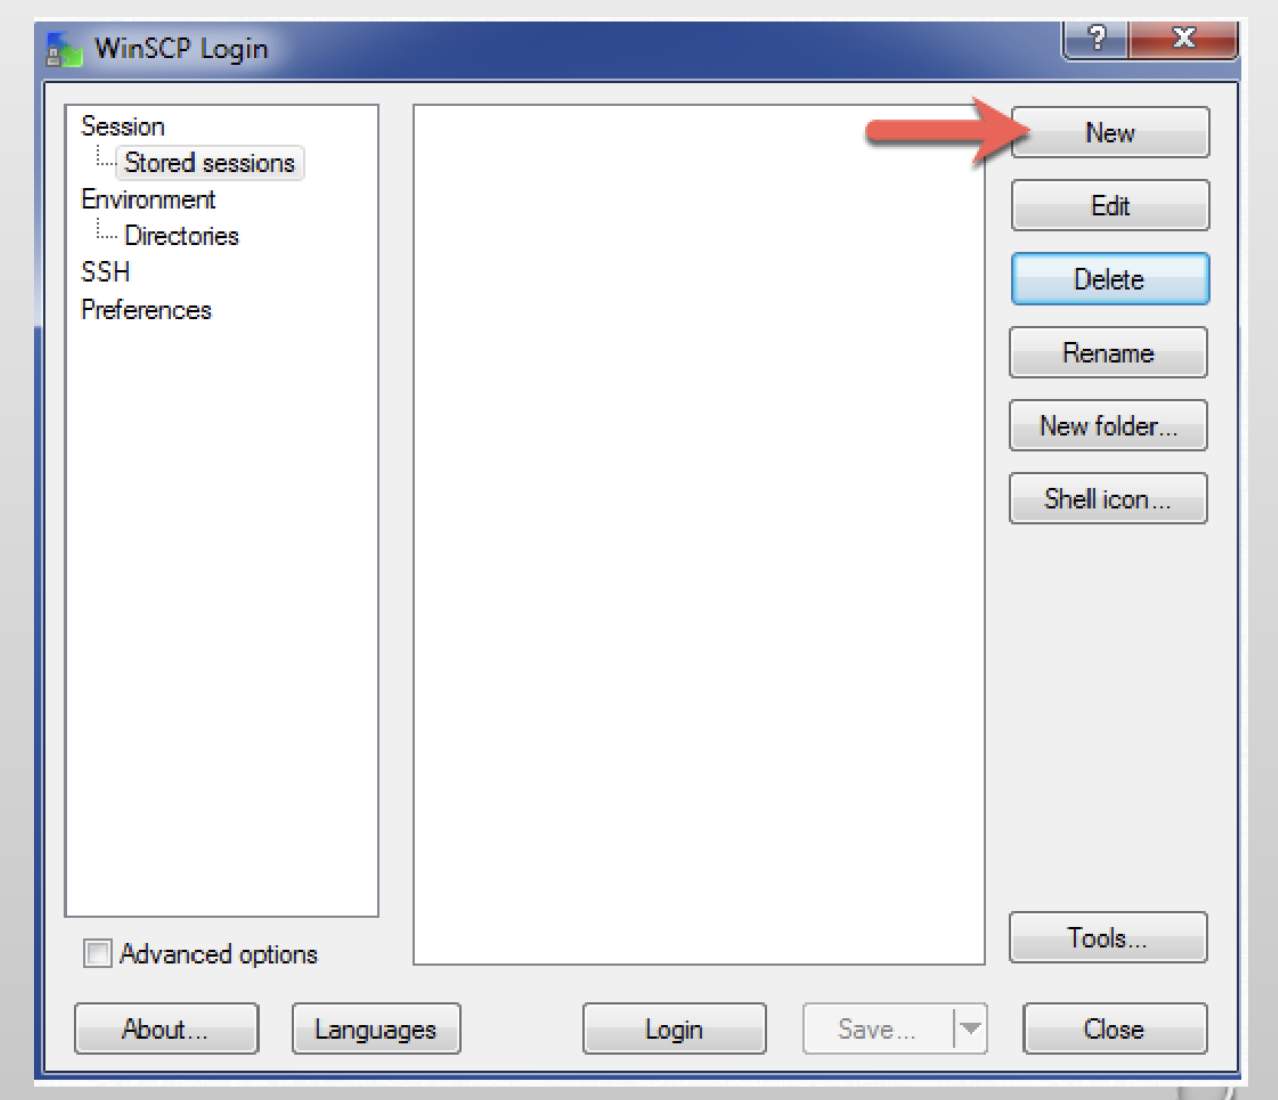 WinSCP Login
?
X
Session
Stored sessions
Environment
Directories
SSH
Preferences
New
Edit
Delete
Rename
New folder...
Shell icon...
Tools...
Advanced options
About...
Languages
Login
Save...
Close